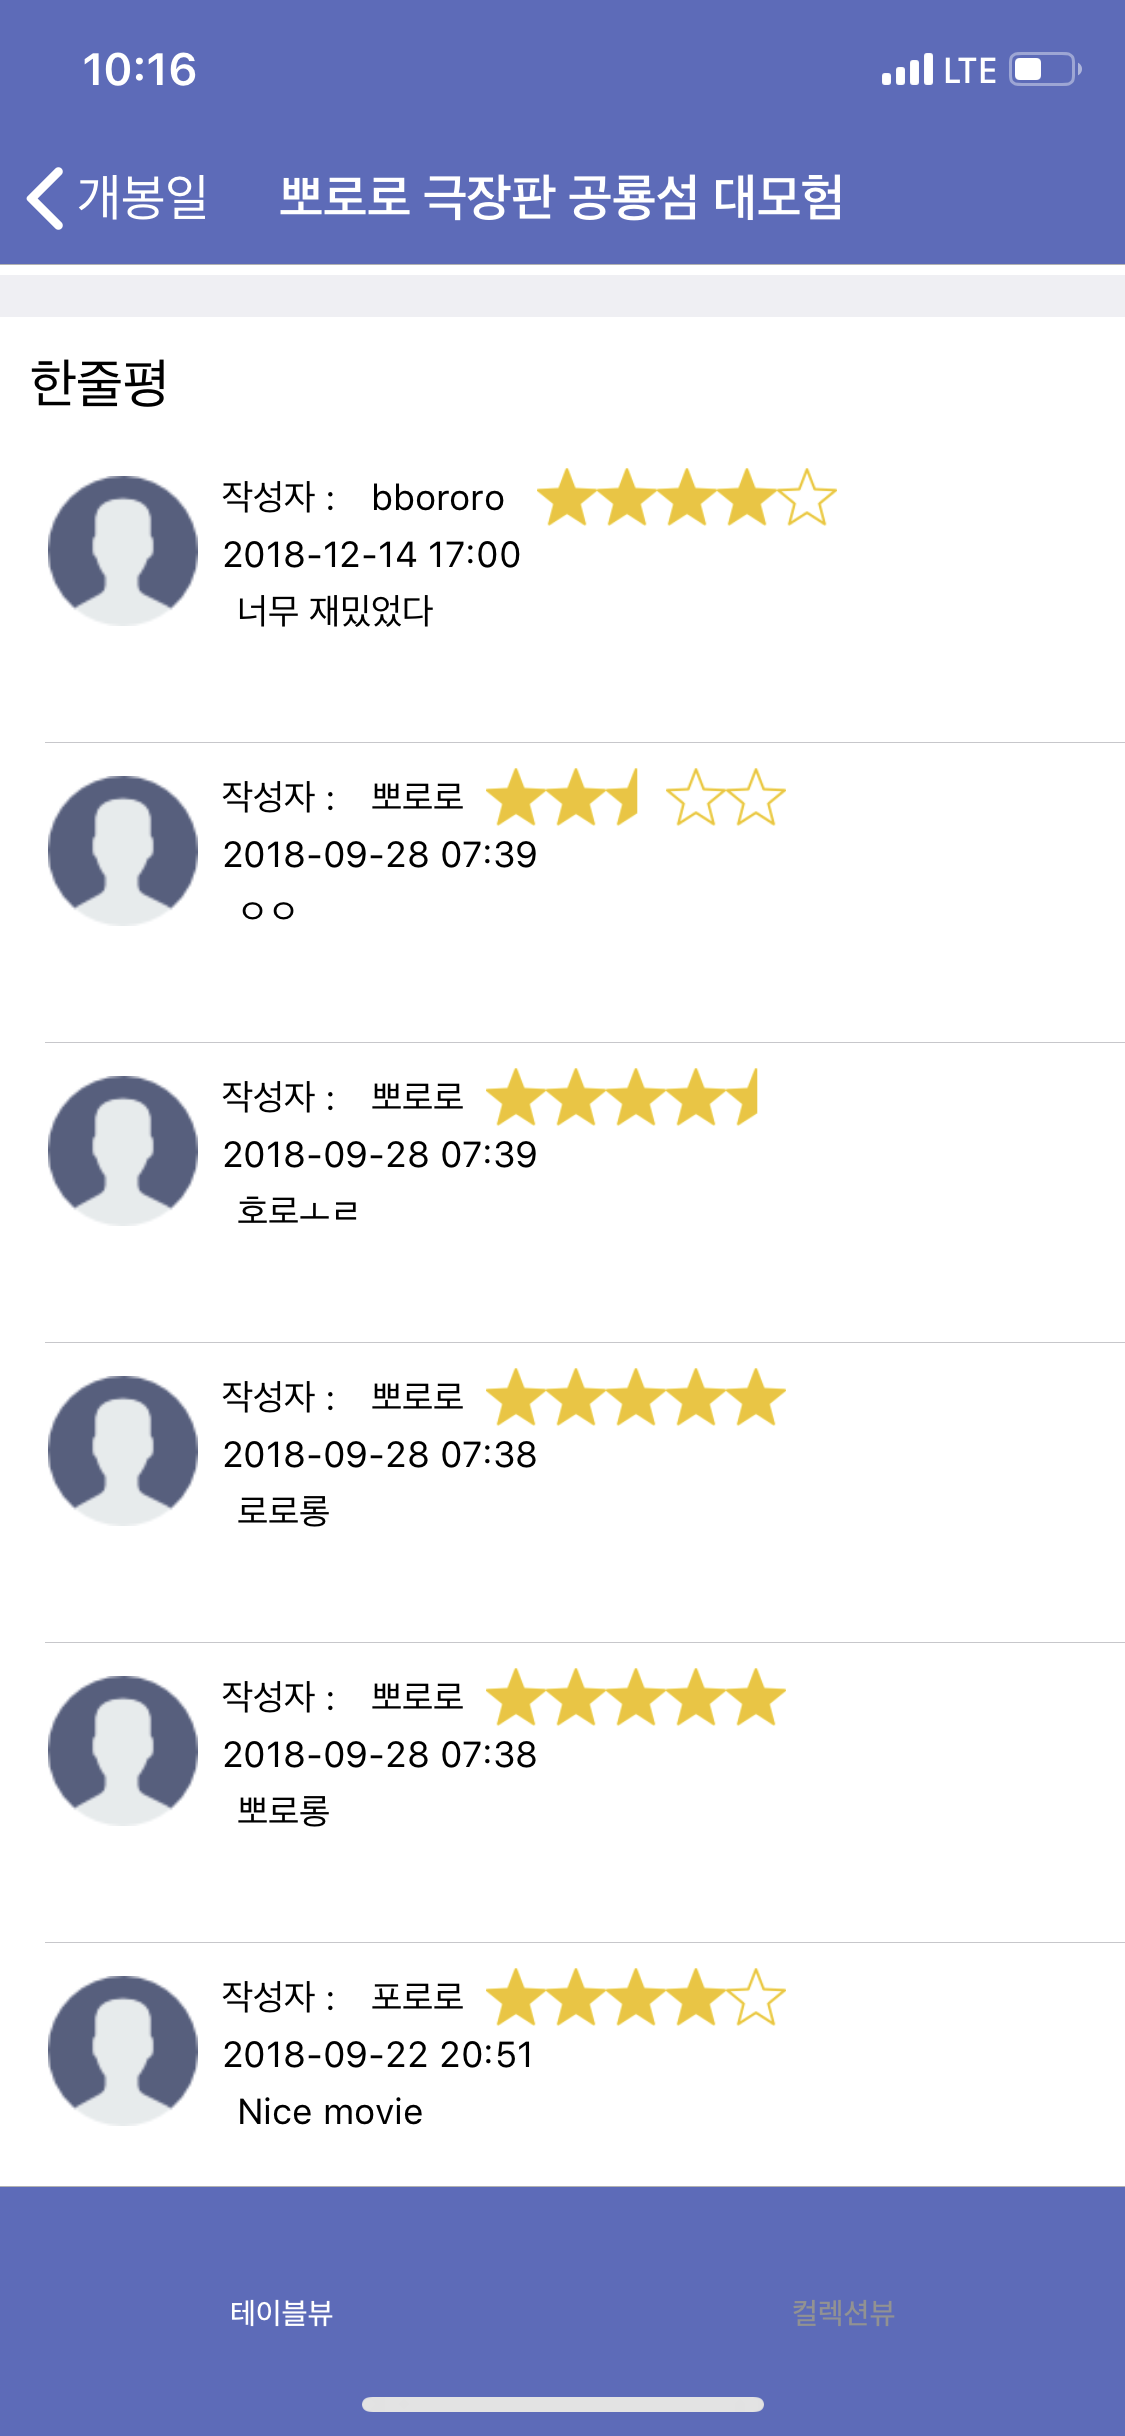 10:16 LTE
개봉일 뽀로로 극장판 공룡섬 대모험
한줄평
작성자 : bbororo
2018-12-14 17:00
너무 재밌었다
작성자 : 뽀로로
2018-09-28 07:39
ㅇㅇ
작성자 : 뽀로로
2018-09-28 07:39
호로ㅗㄹ
작성자 : 뽀로로
2018-09-28 07:38
로로롱
작성자 : 뽀로로
2018-09-28 07:38
뽀로롱
작성자 : 포로로
2018-09-22 20:51
Nice movie
테이블뷰 컬렉션뷰